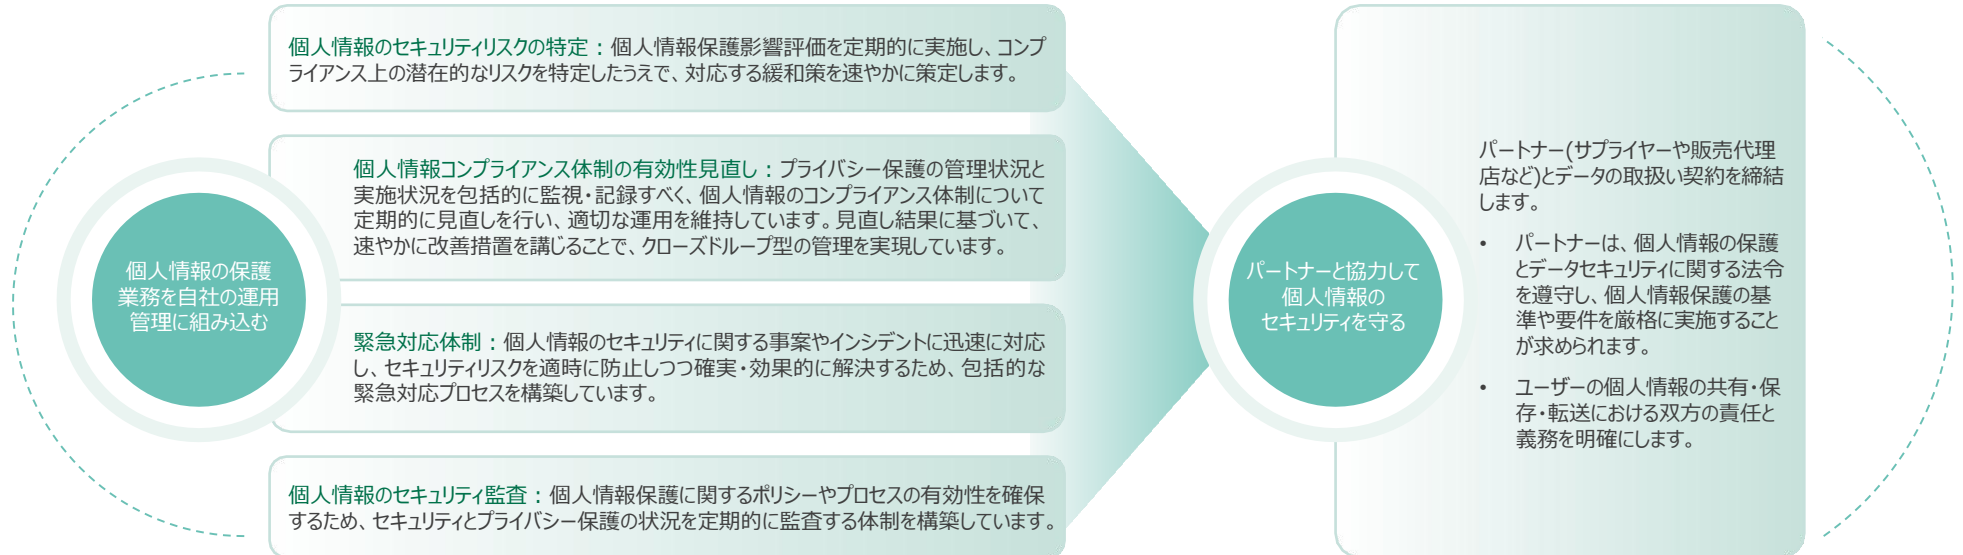 個人情報の保護
業務を自社の運用
管理に組み込む
個人情報のセキュリティリスクの特定：個人情報保護影響評価を定期的に実施し、コンプ
ライアンス上の潜在的なリスクを特定したうえで、対応する緩和策を速やかに策定します。
個人情報コンプライアンス体制の有効性見直し：プライバシー保護の管理状況と
実施状況を包括的に監視・記録すべく、個人情報のコンプライアンス体制について
定期的に見直しを行い、適切な運用を維持しています。見直し結果に基づいて、
速やかに改善措置を講じることで、クローズドループ型の管理を実現しています。
緊急対応体制：個人情報のセキュリティに関する事案やインシデントに迅速に対応
し、セキュリティリスクを適時に防止しつつ確実・効果的に解決するため、包括的な
緊急対応プロセスを構築しています。
個人情報のセキュリティ監査：個人情報保護に関するポリシーやプロセスの有効性を確保
するため、セキュリティとプライバシー保護の状況を定期的に監査する体制を構築しています。
パートナーと協力して
個人情報の
セキュリティを守る
パートナー(サプライヤーや販売代理
店など)とデータの取扱い契約を締結
します。
• パートナーは、個人情報の保護
とデータセキュリティに関する法令
を遵守し、個人情報保護の基
準や要件を厳格に実施すること
が求められます。
• ユーザーの個人情報の共有・保
存・転送における双方の責任と
義務を明確にします。